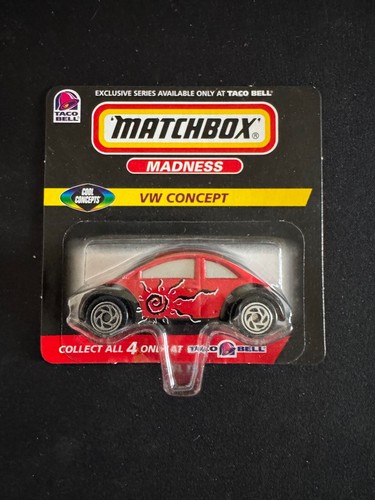 EXCLUSIVE SERIES AVAILABLE ONLY AT TACO BELL®
TACO
BELL®
'MATCHBOX'®
MADNESS
COOL
CONCEPTS
VW CONCEPT
COLLECT ALL 4 ONLY AT TACO BELL®